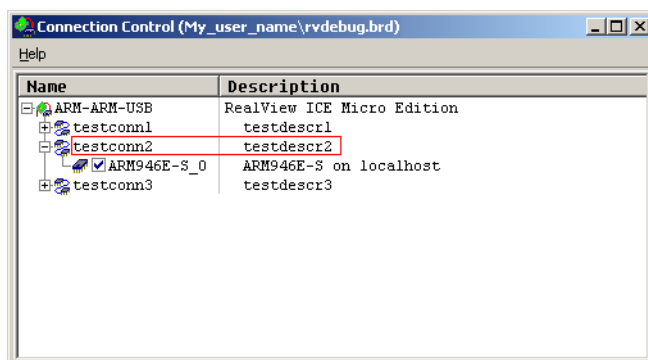 Connection Control (My_user_name\rvdebug.brd)
Help
Name Description
ARM-ARM-USB RealView ICE Micro Edition
testconn1 testdescr1
testconn2 testdescr2
ARM946E-S_0 ARM946E-S on localhost
testconn3 testdescr3